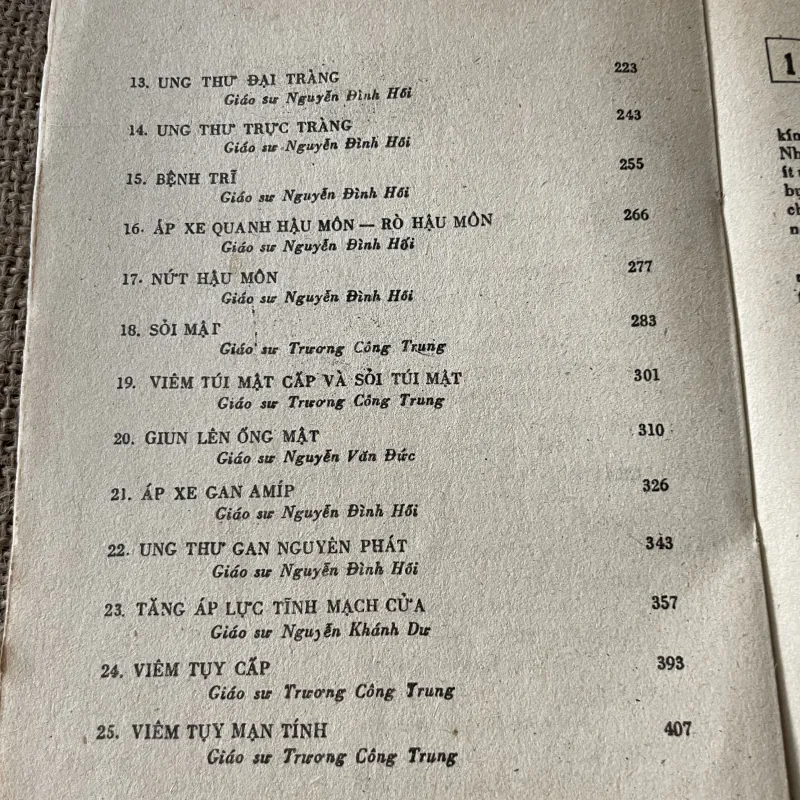 13. UNG THƯ ĐẠI TRÀNG 223
Giáo sư Nguyễn Đình Hối
14. UNG THƯ TRỰC TRÀNG 243
Giáo sư Nguyễn Đình Hối
15. BỆNH TRĨ 255
Giáo sư Nguyễn Đình Hối
16. ÁP XE QUANH HẬU MÔN — RÒ HẬU MÔN 266
Giáo sư Nguyễn Đình Hối
17. NỨT HẬU MÔN 277
Giáo sư Nguyễn Đình Hối
18. SỎI MẬT 283
Giáo sư Trương Công Trung
19. VIÊM TÚI MẬT CẤP VÀ SỎI TÚI MẬT 301
Giáo sư Trương Công Trung
20. GIUN LÊN ỐNG MẬT 310
Giáo sư Nguyễn Văn Đức
21. ÁP XE GAN AMÍP 326
Giáo sư Nguyễn Đình Hối
22. UNG THƯ GAN NGUYÊN PHÁT 343
Giáo sư Nguyễn Đình Hối
23. TĂNG ÁP LỰC TĨNH MẠCH CỬA 357
Giáo sư Nguyễn Khánh Dư
24. VIÊM TỤY CẤP 393
Giáo sư Trương Công Trung
25. VIÊM TỤY MẠN TÍNH 407
Giáo sư Trương Công Trung
1